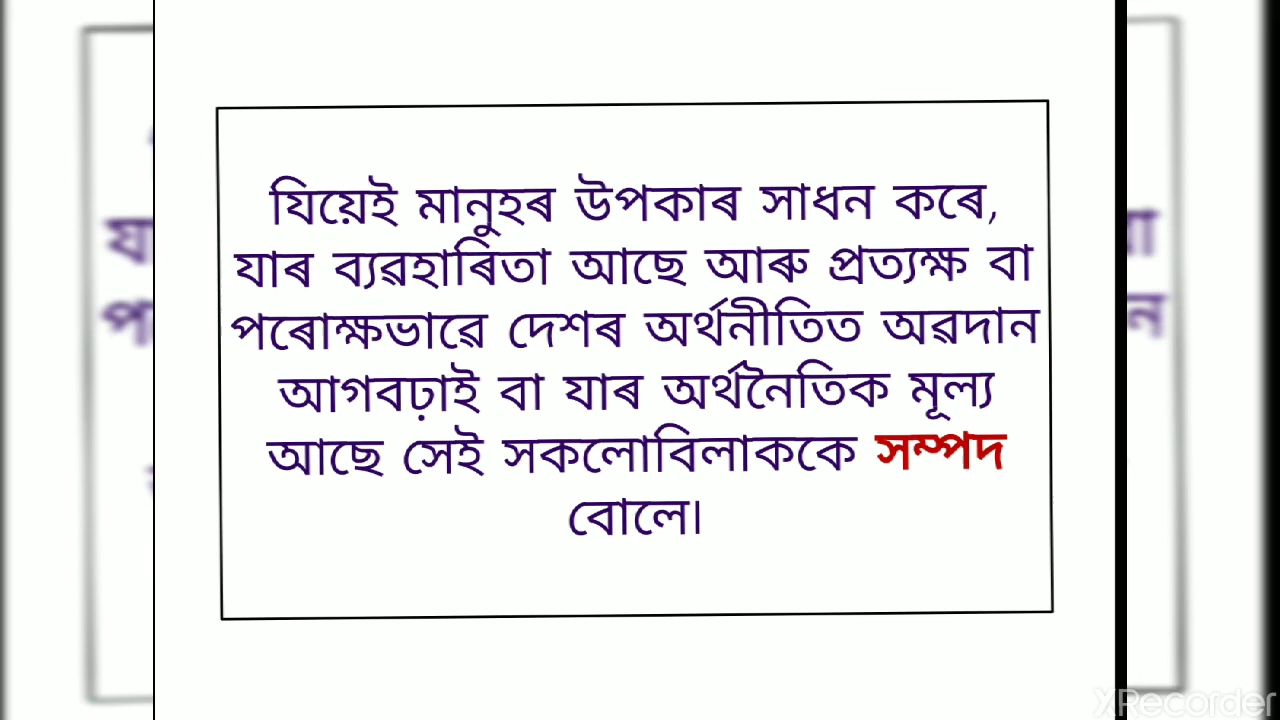 যিয়েই মানুহৰ উপকাৰ সাধন কৰে,
যাৰ ব্যৱহাৰিতা আছে আৰু প্ৰত্যক্ষ বা
পৰোক্ষভাৱে দেশৰ অৰ্থনীতিত অৱদান
আগবঢ়াই বা যাৰ অৰ্থনৈতিক মূল্য
আছে সেই সকলোবিলাককে সম্পদ
বোলে।
XRecorder